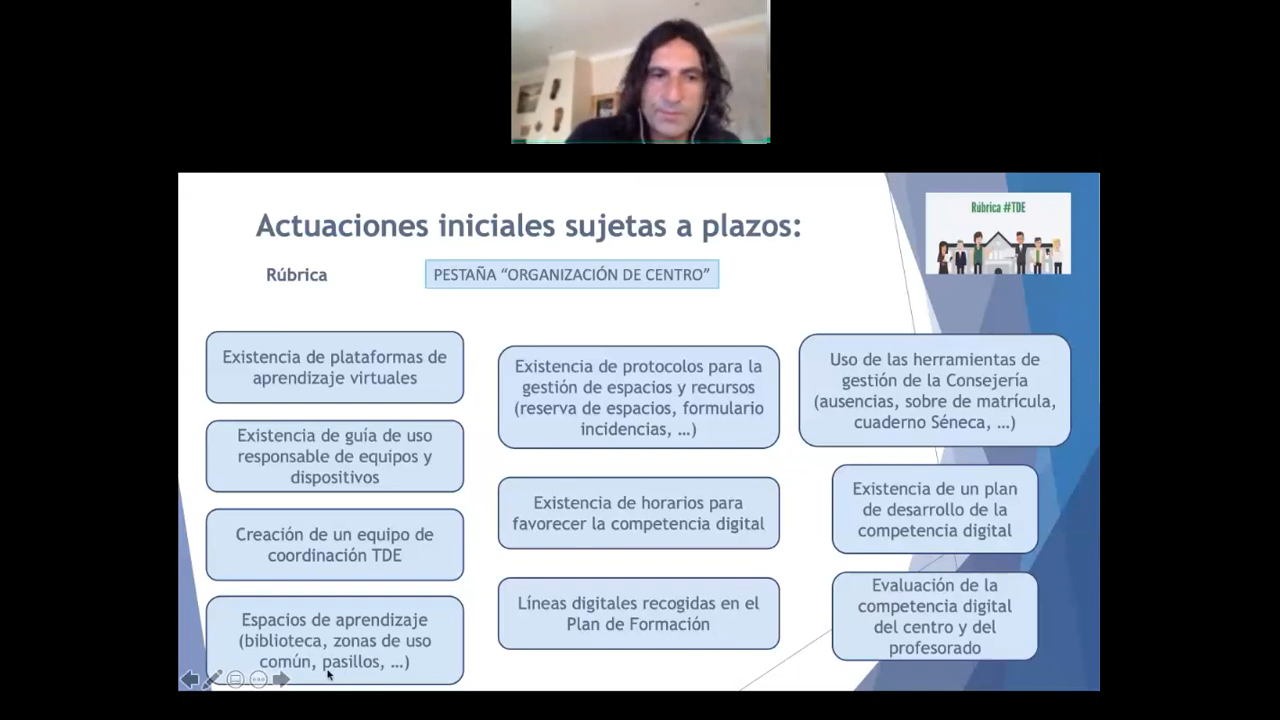 Rúbrica #TDE
Actuaciones iniciales sujetas a plazos:
Rúbrica
PESTAÑA “ORGANIZACIÓN DE CENTRO”
Existencia de plataformas de
aprendizaje virtuales
Existencia de guía de uso
responsable de equipos y
dispositivos
Creación de un equipo de
coordinación TDE
Espacios de aprendizaje
(biblioteca, zonas de uso
común, pasillos, …)
Existencia de protocolos para la
gestión de espacios y recursos
(reserva de espacios, formulario
incidencias, …)
Existencia de horarios para
favorecer la competencia digital
Líneas digitales recogidas en el
Plan de Formación
Uso de las herramientas de
gestión de la Consejería
(ausencias, sobre de matrícula,
cuaderno Séneca, …)
Existencia de un plan
de desarrollo de la
competencia digital
Evaluación de la
competencia digital
del centro y del
profesorado